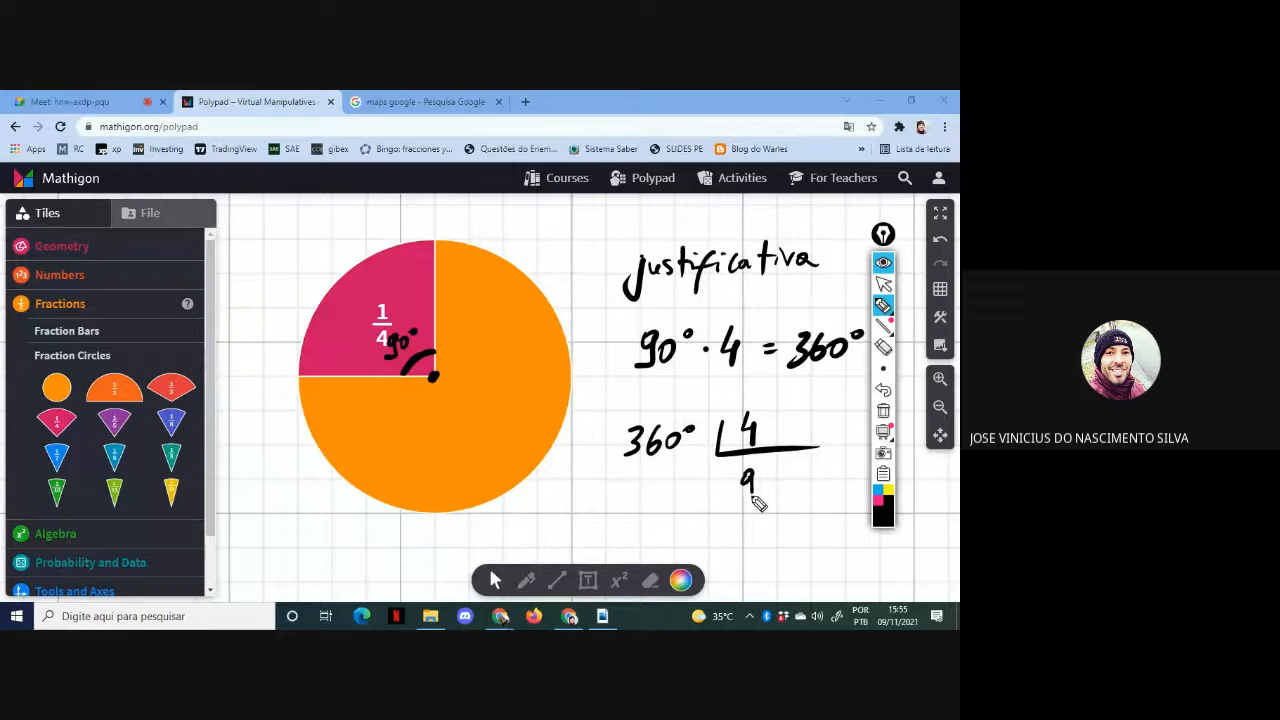 Meet: hnw-axdp-pqu
Polypad – Virtual Manipulatives
maps google - Pesquisa Google
mathigon.org/polypad
Apps RC xp Investing TradingView SAE gibex Bingo: fracciones y... Questões do Enem... Sistema Saber SLIDES PE Blog do Warles » Lista de leitura
Mathigon
Courses Polypad Activities For Teachers
Tiles File
Geometry
Numbers
Fractions
Fraction Bars
Fraction Circles
Algebra
Probability and Data
Tools and Axes
1
4
90°
justificativa
90° · 4 = 360°
360° 4
9
JOSE VINICIUS DO NASCIMENTO SILVA
Digite aqui para pesquisar
35°C
POR
PTB
15:55
09/11/2021